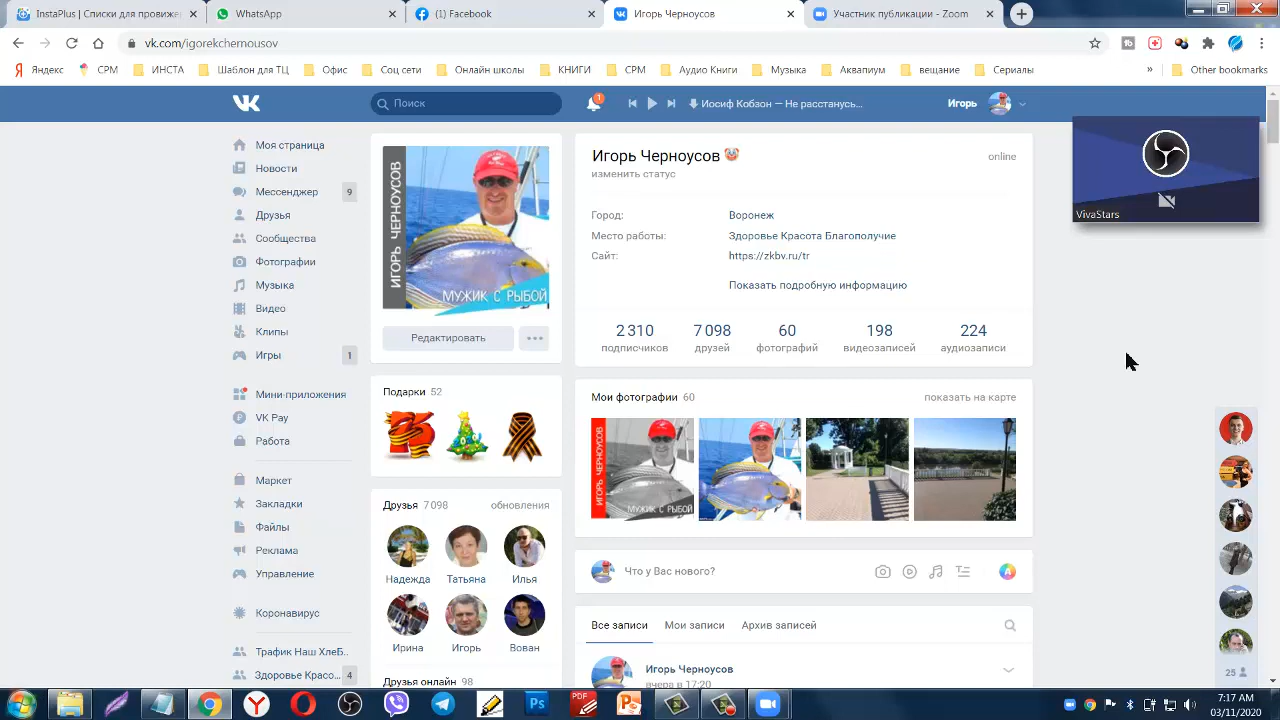 InstaPlus | Списки для провиже
WhatsApp
(1) Facebook
Игорь Черноусов
Участник публикации - Zoom
vk.com/igorekchernousov
Яндекс
СРМ
ИНСТА
Шаблон для ТЦ
Офис
Соц сети
Онлайн школы
КНИГИ
СРМ
Аудио Книги
Музыка
Аквапиум
вещание
Сериалы
»
Other bookmarks
Поиск
1
Иосиф Кобзон — Не расстанусь...
Игорь
Моя страница
Новости
Мессенджер 9
Друзья
Сообщества
Фотографии
Музыка
Видео
Клипы
Игры 1
Мини-приложения
VK Pay
Работа
Маркет
Закладки
Файлы
Реклама
Управление
Коронавирус
Трафик Наш ХлеБ..
Здоровье Красо... 4
ИГОРЬ ЧЕРНОУСОВ
МУЖИК С РЫБОЙ
Редактировать
Подарки 52
Друзья 7 098
обновления
Надежда
Татьяна
Илья
Ирина
Игорь
Вован
Друзья онлайн 98
Игорь Черноусов
online
изменить статус
Город: Воронеж
Место работы: Здоровье Красота Благополучие
Сайт: https://zkbv.ru/tr
Показать подробную информацию
2 310 7 098 60 198 224
подписчиков друзей фотографий видеозаписей аудиозаписи
Мои фотографии 60
показать на карте
ИГОРЬ ЧЕРНОУСОВ
МУЖИК С РЫБОЙ
Что у Вас нового?
Все записи
Мои записи
Архив записей
Игорь Черноусов
вчера в 17:20
VivaStars
25
PDF
Ps
7:17 AM
03/11/2020